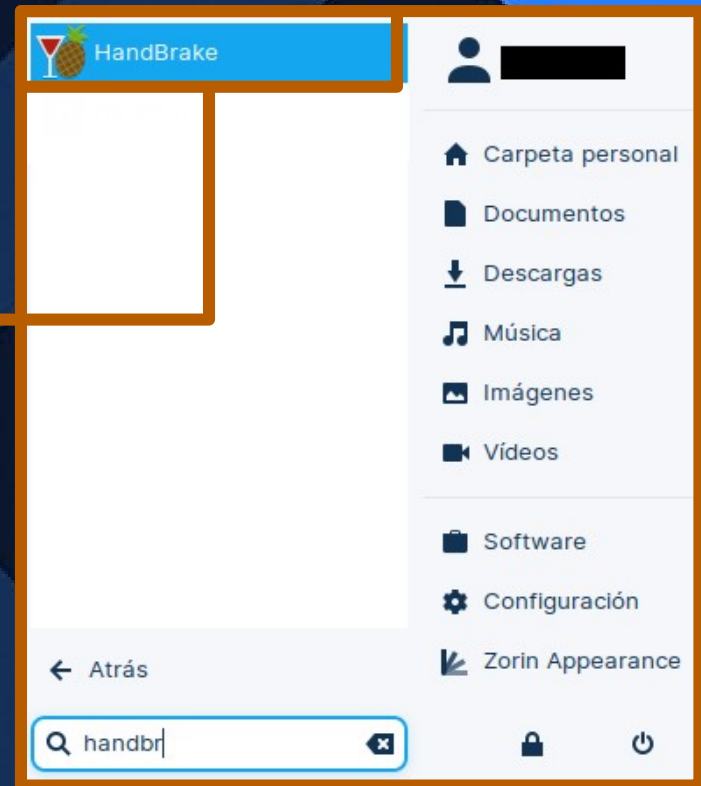 HandBrake
Carpeta personal
Documentos
Descargas
Música
Imágenes
Vídeos
Software
Configuración
Zorin Appearance
Atrás
handbr